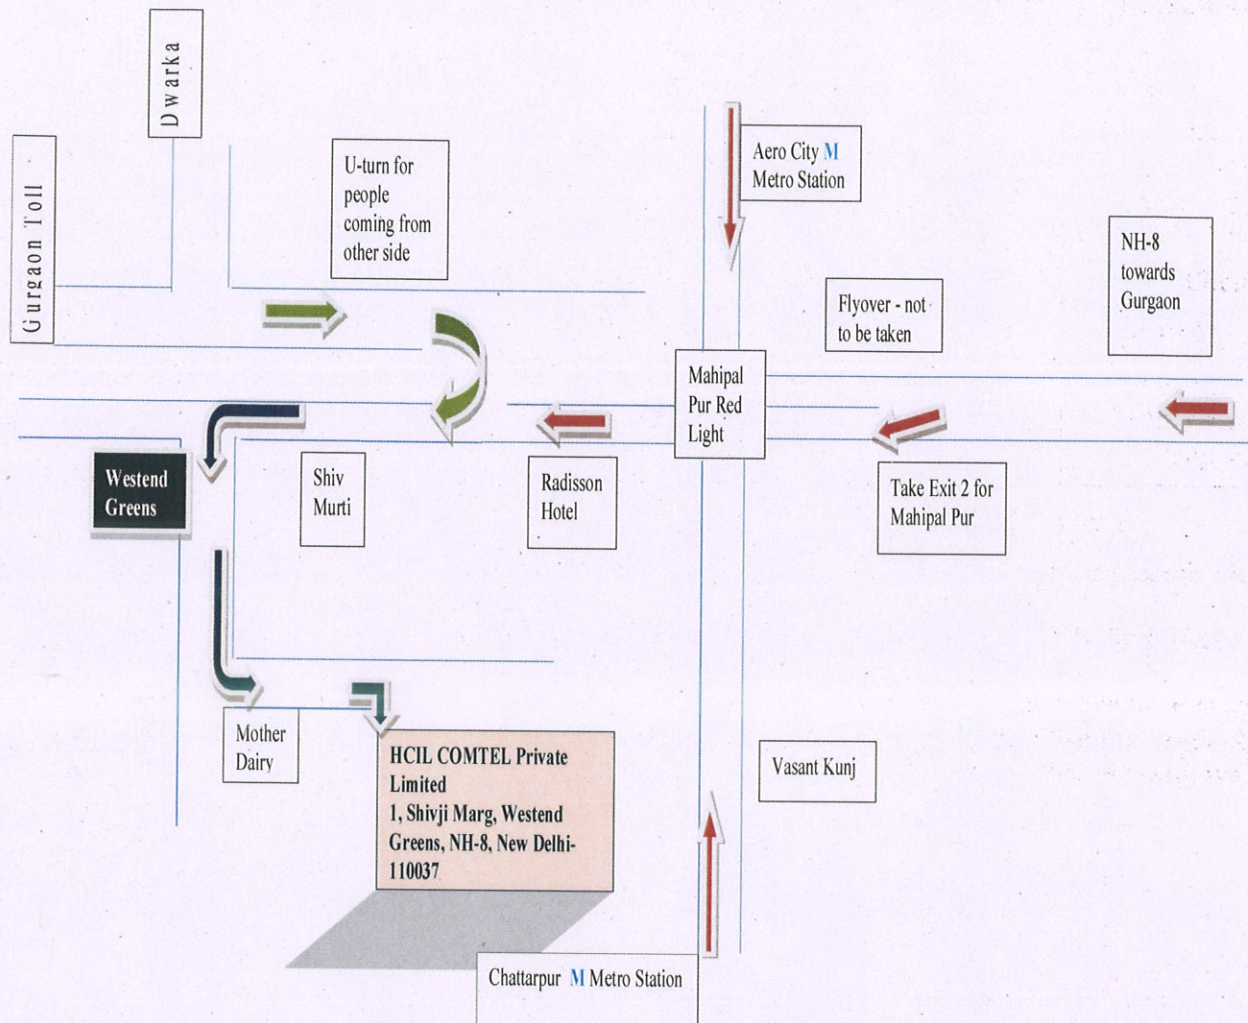 Dwarka
Gurgaon Toll
U-turn for
people
coming from
other side
Aero City M
Metro Station
NH-8
towards
Gurgaon
Flyover - not
to be taken
Mahipal
Pur Red
Light
Westend
Greens
Shiv
Murti
Radisson
Hotel
Take Exit 2 for
Mahipal Pur
Mother
Dairy
HCIL COMTEL Private
Limited
1, Shivji Marg, Westend
Greens, NH-8, New Delhi-
110037
Vasant Kunj
Chattarpur M Metro Station